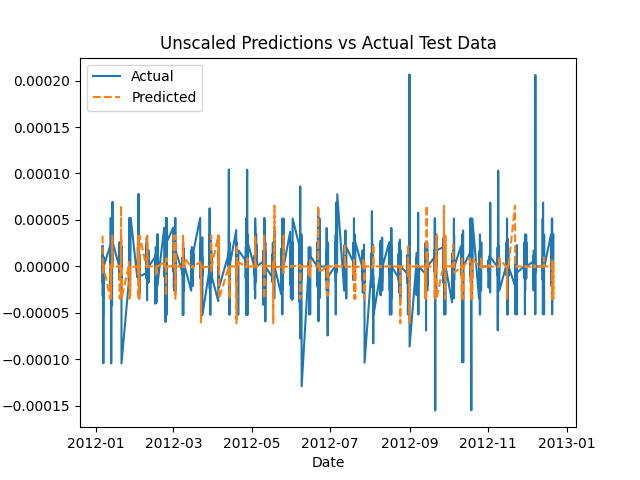 Unscaled Predictions vs Actual Test Data
Actual
Predicted
0.00020
0.00015
0.00010
0.00005
0.00000
−0.00005
−0.00010
−0.00015
2012-01 2012-03 2012-05 2012-07 2012-09 2012-11 2013-01
Date